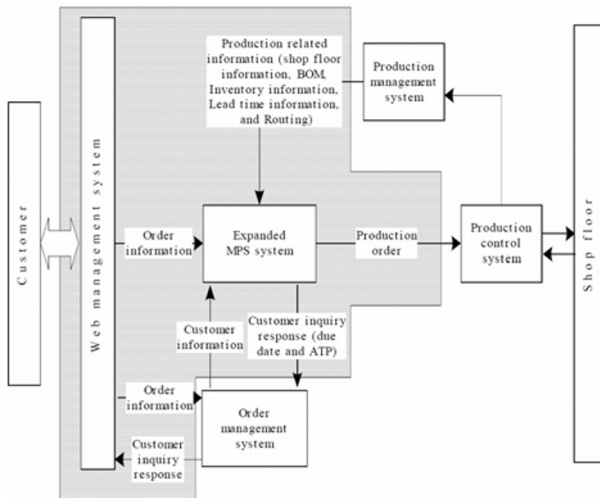 Customer
Web management system
Production related
information (shop floor
information, BOM,
Inventory information,
Lead time information,
and Routing)
Production
management
system
Order
information
Expanded
MPS system
Production
order
Production
control
system
Shop floor
Customer
information
Customer inquiry
response (due
date and ATP)
Order
information
Order
management
system
Customer
inquiry
response